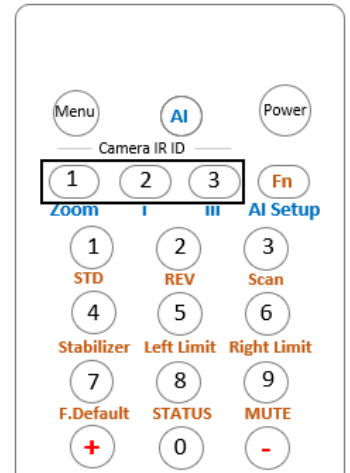 Menu AI Power
Camera IR ID
1 2 3 Fn
Zoom I III AI Setup
1 2 3
STD REV Scan
4 5 6
Stabilizer Left Limit Right Limit
7 8 9
F.Default STATUS MUTE
+ 0 -